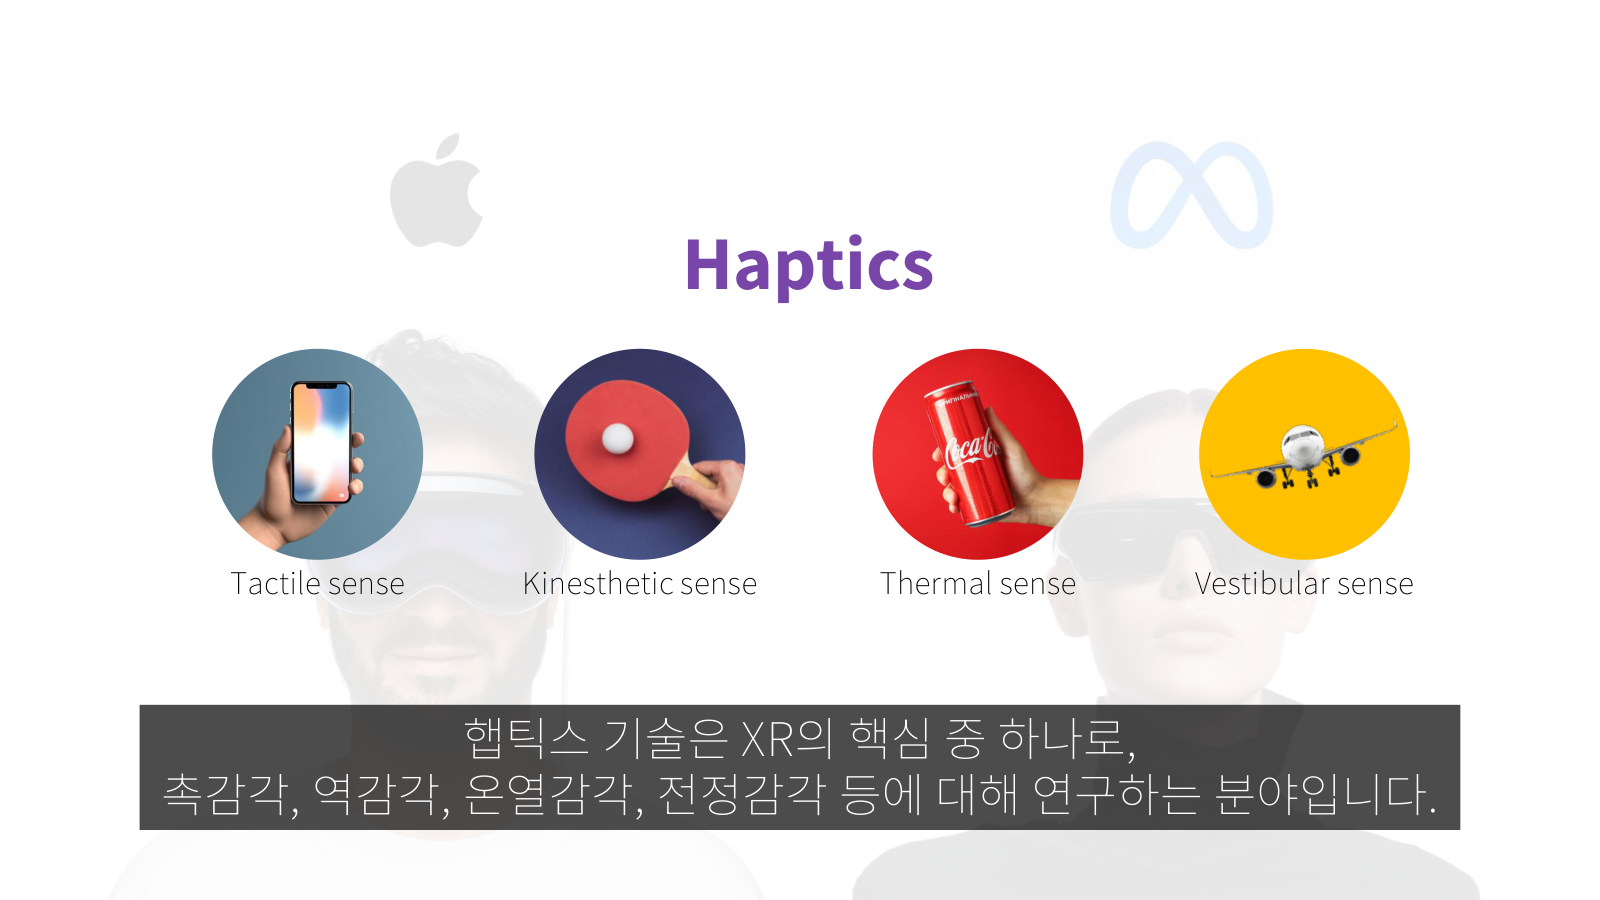 Haptics
Tactile sense
Kinesthetic sense
Thermal sense
Vestibular sense
Coca-Co
햅틱스 기술은 XR의 핵심 중 하나로,
촉감각, 역감각, 온열감각, 전정감각 등에 대해 연구하는 분야입니다.